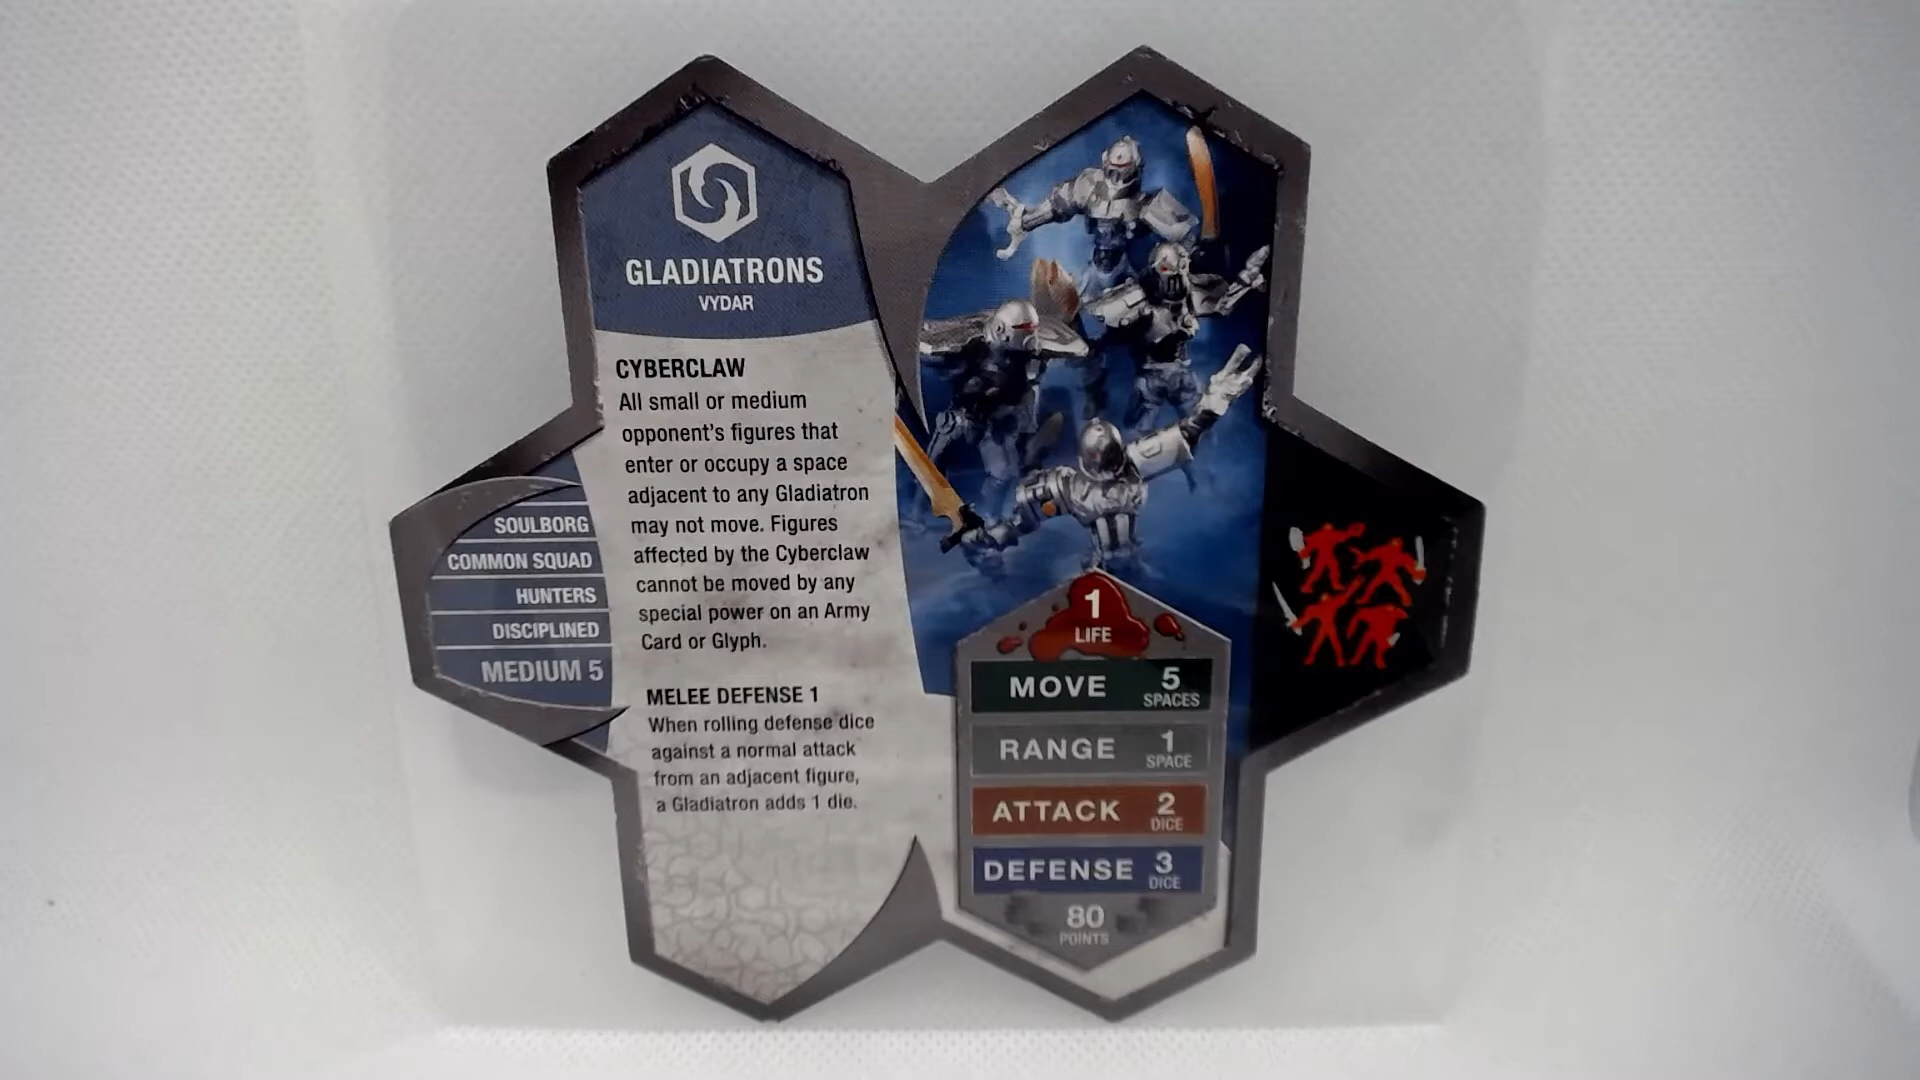 GLADIATRONS
VYDAR
CYBERCLAW
All small or medium
opponent's figures that
enter or occupy a space
adjacent to any Gladiatron
may not move. Figures
affected by the Cyberclaw
cannot be moved by any
special power on an Army
Card or Glyph.
MELEE DEFENSE 1
When rolling defense dice
against a normal attack
from an adjacent figure,
a Gladiatron adds 1 die.
SOULBORG
COMMON SQUAD
HUNTERS
DISCIPLINED
MEDIUM 5
1
LIFE
MOVE 5
SPACES
RANGE 1
SPACE
ATTACK 2
DICE
DEFENSE 3
DICE
80
POINTS